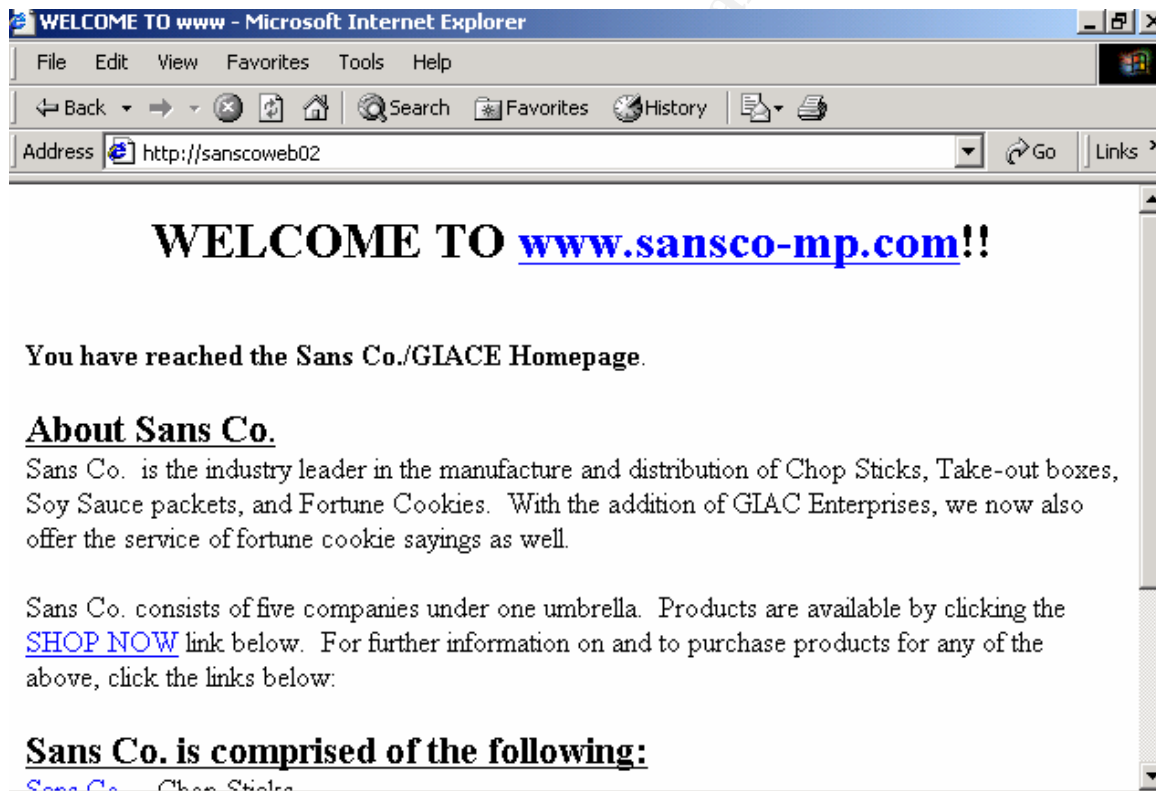 WELCOME TO www - Microsoft Internet Explorer
File Edit View Favorites Tools Help
Back Search Favorites History
Address http://sanscoweb02 Go Links
WELCOME TO www.sansco-mp.com!!
You have reached the Sans Co./GIACE Homepage.
About Sans Co.
Sans Co. is the industry leader in the manufacture and distribution of Chop Sticks, Take-out boxes,
Soy Sauce packets, and Fortune Cookies. With the addition of GIAC Enterprises, we now also
offer the service of fortune cookie sayings as well.
Sans Co. consists of five companies under one umbrella. Products are available by clicking the
SHOP NOW link below. For further information on and to purchase products for any of the
above, click the links below:
Sans Co. is comprised of the following:
Sans Co. Chop Sticks